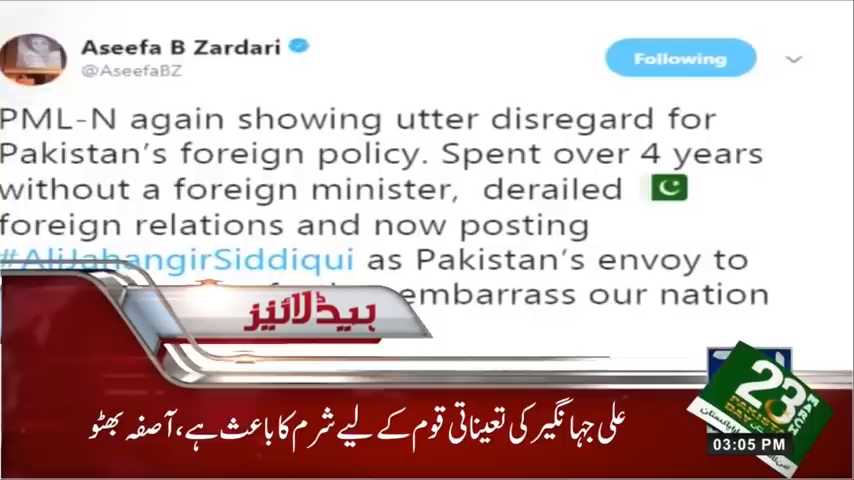 Aseefa B Zardari
@AseefaBZ
Following
PML-N again showing utter disregard for
Pakistan's foreign policy. Spent over 4 years
without a foreign minister, derailed
foreign relations and now posting
#AliJahangirSiddiqui as Pakistan's envoy to
embarrass our nation
ہیڈلائنز
علی جہانگیر کی تعیناتی قوم کے لیے شرم کا باعث ہے، آصفہ بھٹو
23
PAKISTAN
DAY
03:05 PM